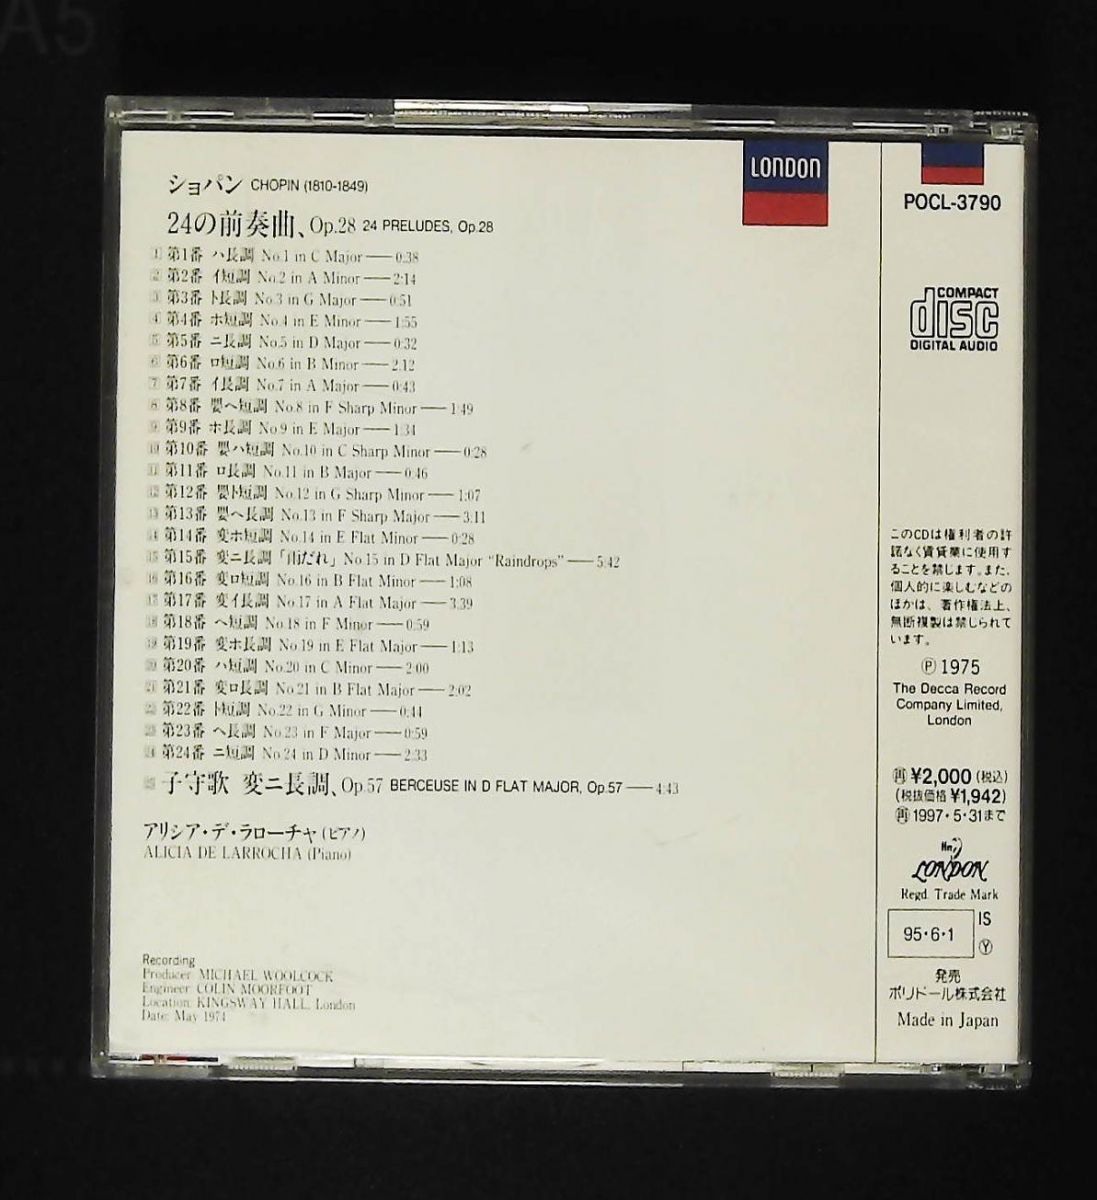 A5
ショパン CHOPIN (1810-1849)
24の前奏曲、Op.28 24 PRELUDES, Op.28
1 第1番 ハ長調 No.1 in C Major — 0:38
2 第2番 イ短調 No.2 in A Minor — 2:14
3 第3番 ト長調 No.3 in G Major — 0:51
4 第4番 ホ短調 No.4 in E Minor — 1:55
5 第5番 ニ長調 No.5 in D Major — 0:32
6 第6番 ロ短調 No.6 in B Minor — 2:12
7 第7番 イ長調 No.7 in A Major — 0:43
8 第8番 嬰ヘ短調 No.8 in F Sharp Minor — 1:49
9 第9番 ホ長調 No.9 in E Major — 1:34
10 第10番 嬰ハ短調 No.10 in C Sharp Minor — 0:28
11 第11番 ロ長調 No.11 in B Major — 0:46
12 第12番 嬰ト短調 No.12 in G Sharp Minor — 1:07
13 第13番 嬰ヘ長調 No.13 in F Sharp Major — 3:11
14 第14番 変ホ短調 No.14 in E Flat Minor — 0:28
15 第15番 変ニ長調「雨だれ」No.15 in D Flat Major “Raindrops” — 5:42
16 第16番 変ロ短調 No.16 in B Flat Minor — 1:08
17 第17番 変イ長調 No.17 in A Flat Major — 3:39
18 第18番 ヘ短調 No.18 in F Minor — 0:59
19 第19番 変ホ長調 No.19 in E Flat Major — 1:13
20 第20番 ハ短調 No.20 in C Minor — 2:00
21 第21番 変ロ長調 No.21 in B Flat Major — 2:02
22 第22番 ト短調 No.22 in G Minor — 0:44
23 第23番 ヘ長調 No.23 in F Major — 0:59
24 第24番 ニ短調 No.24 in D Minor — 2:33
25 子守歌 変ニ長調、Op.57 BERCEUSE IN D FLAT MAJOR, Op.57 — 4:43
アリシア・デ・ラローチャ(ピアノ)
ALICIA DE LARROCHA (Piano)
Recording
Producer: MICHAEL WOOLCOCK
Engineer: COLIN MOORFOOT
Location: KINGSWAY HALL, London
Date: May 1974
LONDON
POCL-3790
COMPACT
disc
DIGITAL AUDIO
このCDは権利者の許
諾なく賃貸業に使用す
ることを禁じます。また、
個人的に楽しむなどの
ほかは、著作権法上、
無断複製は禁じられて
います。
Ⓟ 1975
The Decca Record
Company Limited,
London
再 ¥2,000 (税込)
(税抜価格 ¥1,942)
再 1997・5・31まで
LONDON
Regd. Trade Mark
95・6・1
IS
Ⓨ
発売
ポリドール株式会社
Made in Japan